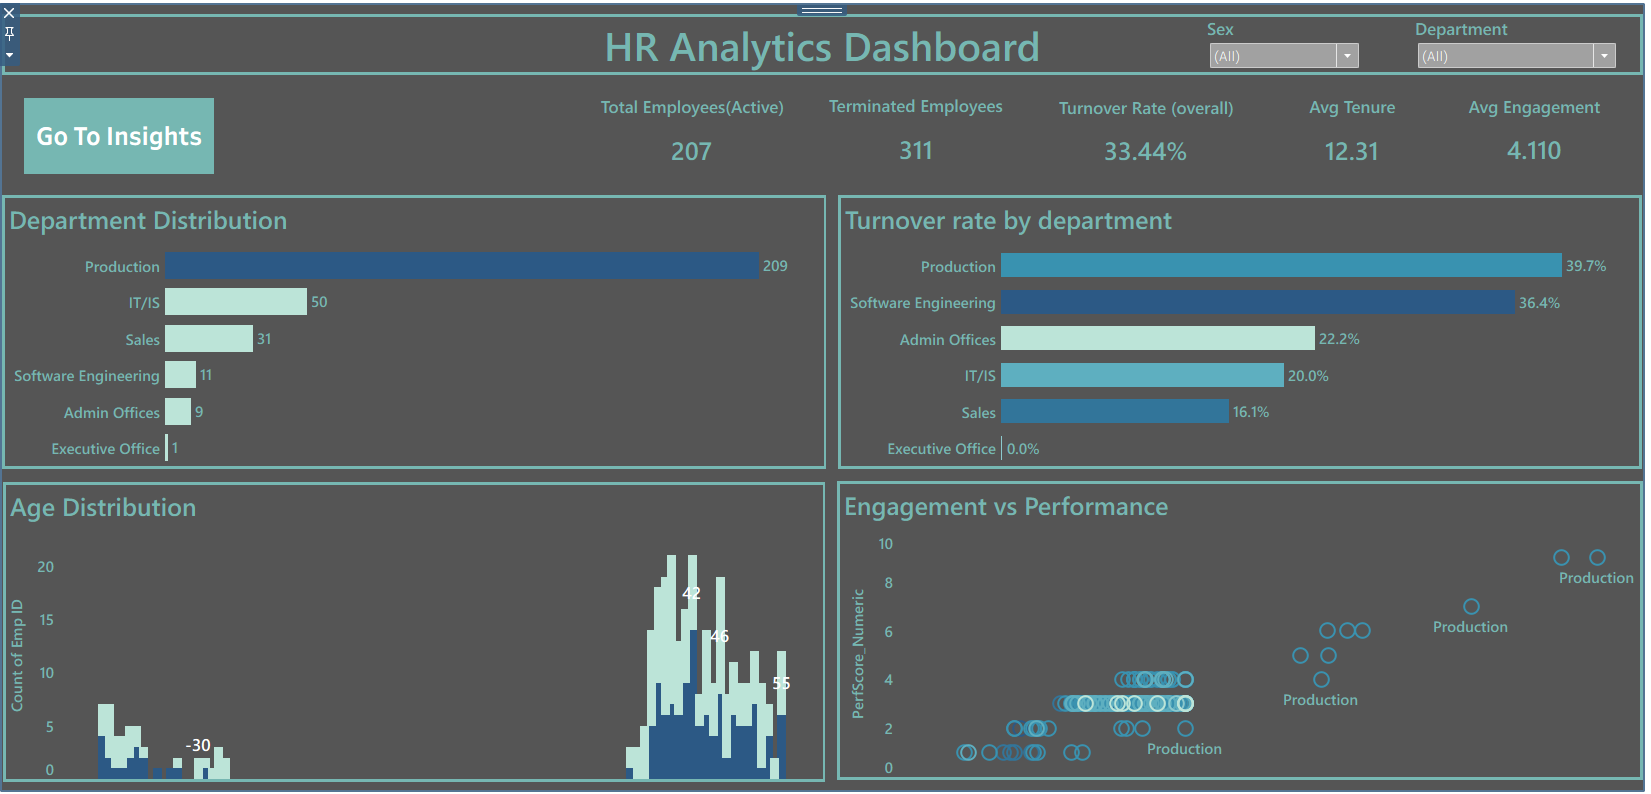 HR Analytics Dashboard
Sex
(All)
Department
(All)
Go To Insights
Total Employees(Active)
207
Terminated Employees
311
Turnover Rate (overall)
33.44%
Avg Tenure
12.31
Avg Engagement
4.110
Department Distribution
Production 209
IT/IS 50
Sales 31
Software Engineering 11
Admin Offices 9
Executive Office 1
Turnover rate by department
Production 39.7%
Software Engineering 36.4%
Admin Offices 22.2%
IT/IS 20.0%
Sales 16.1%
Executive Office 0.0%
Age Distribution
Count of Emp ID
20
15
10
5
0
-30
42
46
55
Engagement vs Performance
PerfScore_Numeric
10
8
6
4
2
0
Production
Production
Production
Production